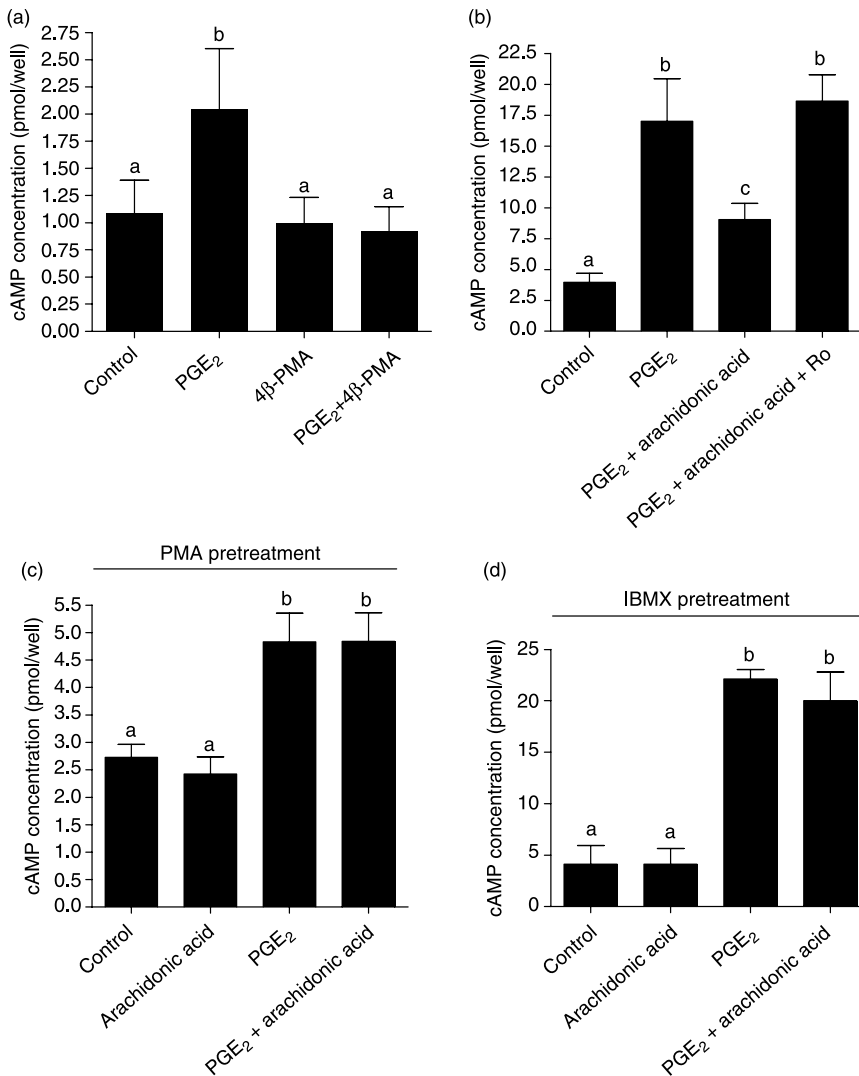 (a)
cAMP concentration (pmol/well)
2.75
2.50
2.25
2.00
1.75
1.50
1.25
1.00
0.75
0.50
0.25
0.00
a
b
a
a
Control
PGE₂
4β-PMA
PGE₂+4β-PMA
(b)
cAMP concentration (pmol/well)
22.5
20.0
17.5
15.0
12.5
10.0
7.5
5.0
2.5
0.0
a
b
c
b
Control
PGE₂
PGE₂ + arachidonic acid
PGE₂ + arachidonic acid + Ro
(c)
PMA pretreatment
cAMP concentration (pmol/well)
5.5
5.0
4.5
4.0
3.5
3.0
2.5
2.0
1.5
1.0
0.5
0.0
a
a
b
b
Control
Arachidonic acid
PGE₂
PGE₂ + arachidonic acid
(d)
IBMX pretreatment
cAMP concentration (pmol/well)
25
20
15
10
5
0
a
a
b
b
Control
Arachidonic acid
PGE₂
PGE₂ + arachidonic acid